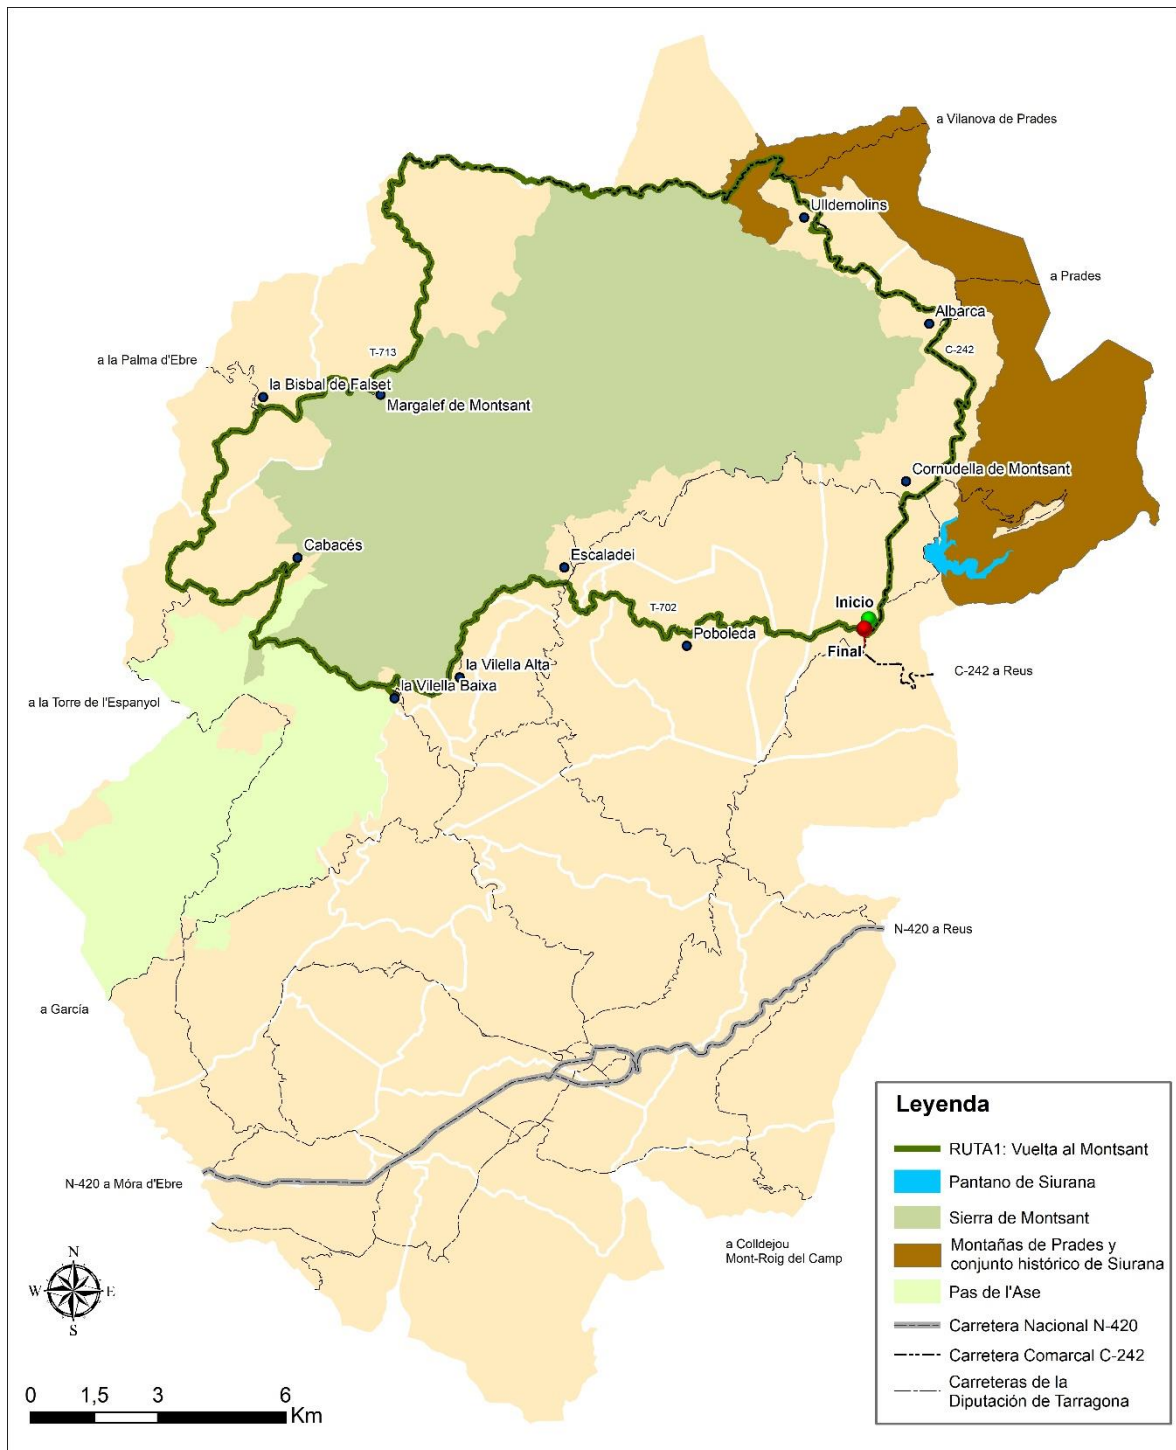 a Vilanova de Prades
Ulldemolins
a Prades
Albarca
C-242
T-713
a la Palma d'Ebre
la Bisbal de Falset
Margalef de Montsant
Cornudella de Montsant
Cabacés
Escaladei
Inicio
T-702
Poboleda
Final
la Vilella Alta
C-242 a Reus
la Vilella Baixa
a la Torre de l'Espanyol
N-420 a Reus
a García
N-420 a Móra d'Ebre
a Colldejou
Mont-Roig del Camp
Leyenda
RUTA1: Vuelta al Montsant
Pantano de Siurana
Sierra de Montsant
Montañas de Prades y
conjunto histórico de Siurana
Pas de l'Ase
Carretera Nacional N-420
Carretera Comarcal C-242
Carreteras de la
Diputación de Tarragona
N
W E
S
0 1,5 3 6
Km